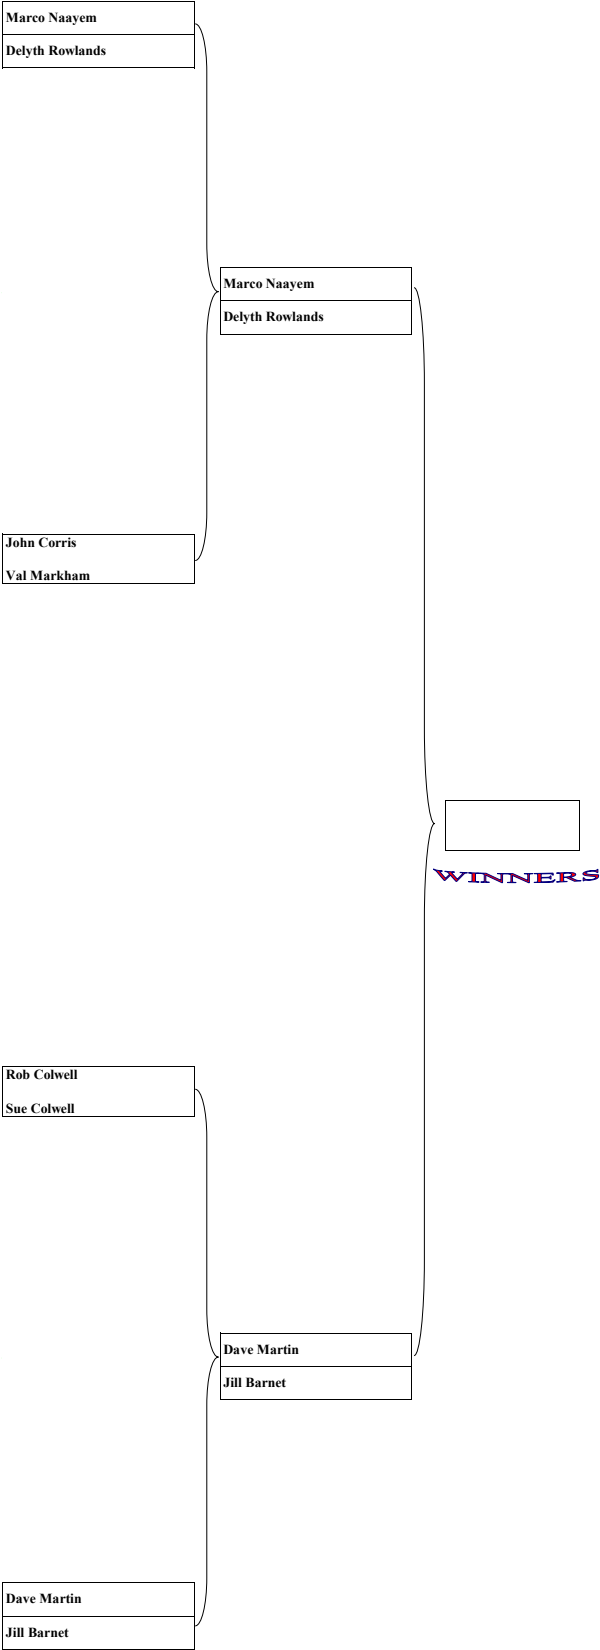 Marco Naayem
Delyth Rowlands
Marco Naayem
Delyth Rowlands
John Corris
Val Markham
WINNERS
Rob Colwell
Sue Colwell
Dave Martin
Jill Barnet
Dave Martin
Jill Barnet